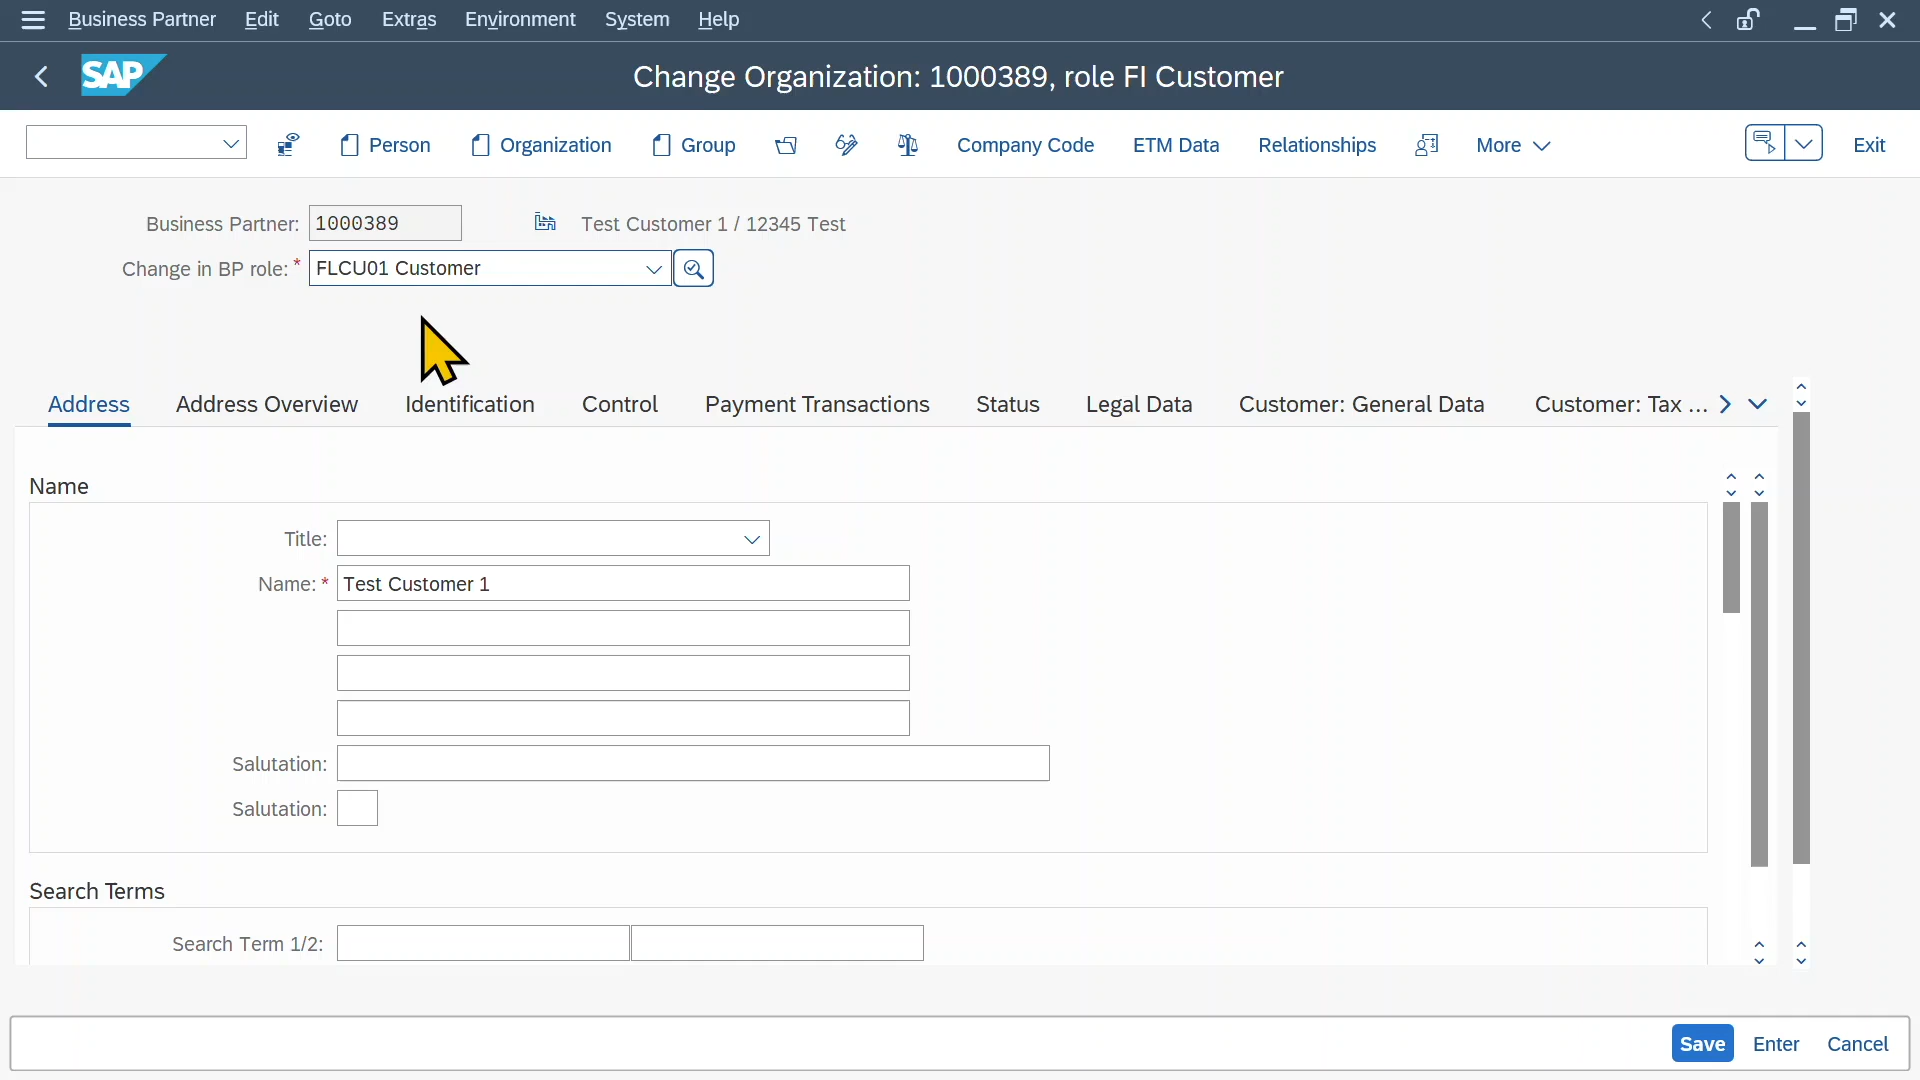 Business Partner Edit Goto Extras Environment System Help
SAP Change Organization: 1000389, role FI Customer
Person Organization Group Company Code ETM Data Relationships More Exit
Business Partner: 1000389 Test Customer 1 / 12345 Test
Change in BP role: * FLCU01 Customer
Address Address Overview Identification Control Payment Transactions Status Legal Data Customer: General Data Customer: Tax ...
Name
Title:
Name: * Test Customer 1
Salutation:
Salutation:
Search Terms
Search Term 1/2:
Save Enter Cancel